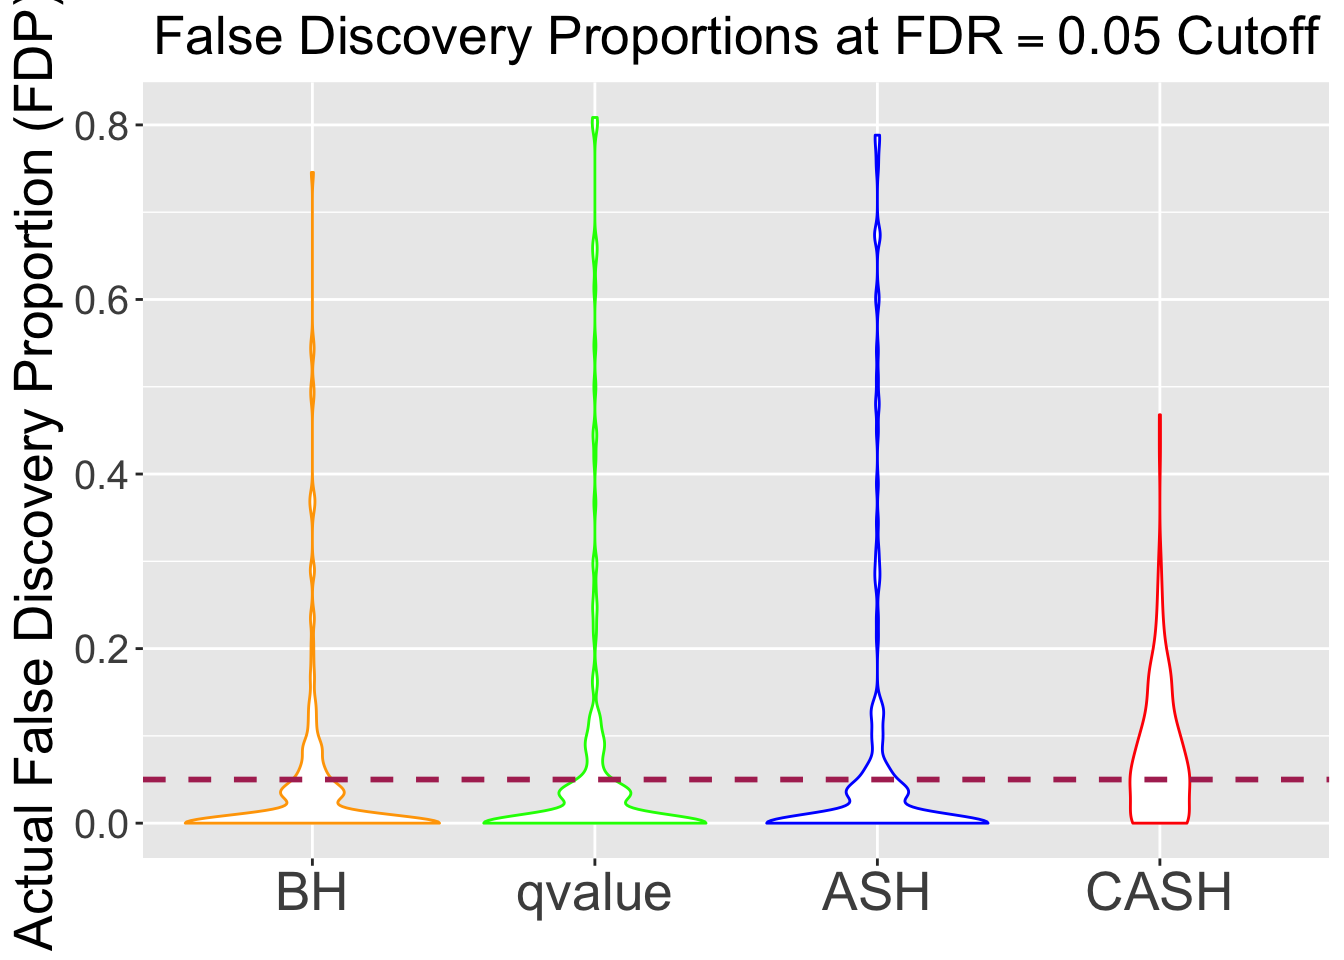 False Discovery Proportions at FDR = 0.05 Cutoff
Actual False Discovery Proportion (FDP)
0.8
0.6
0.4
0.2
0.0
BH qvalue ASH CASH